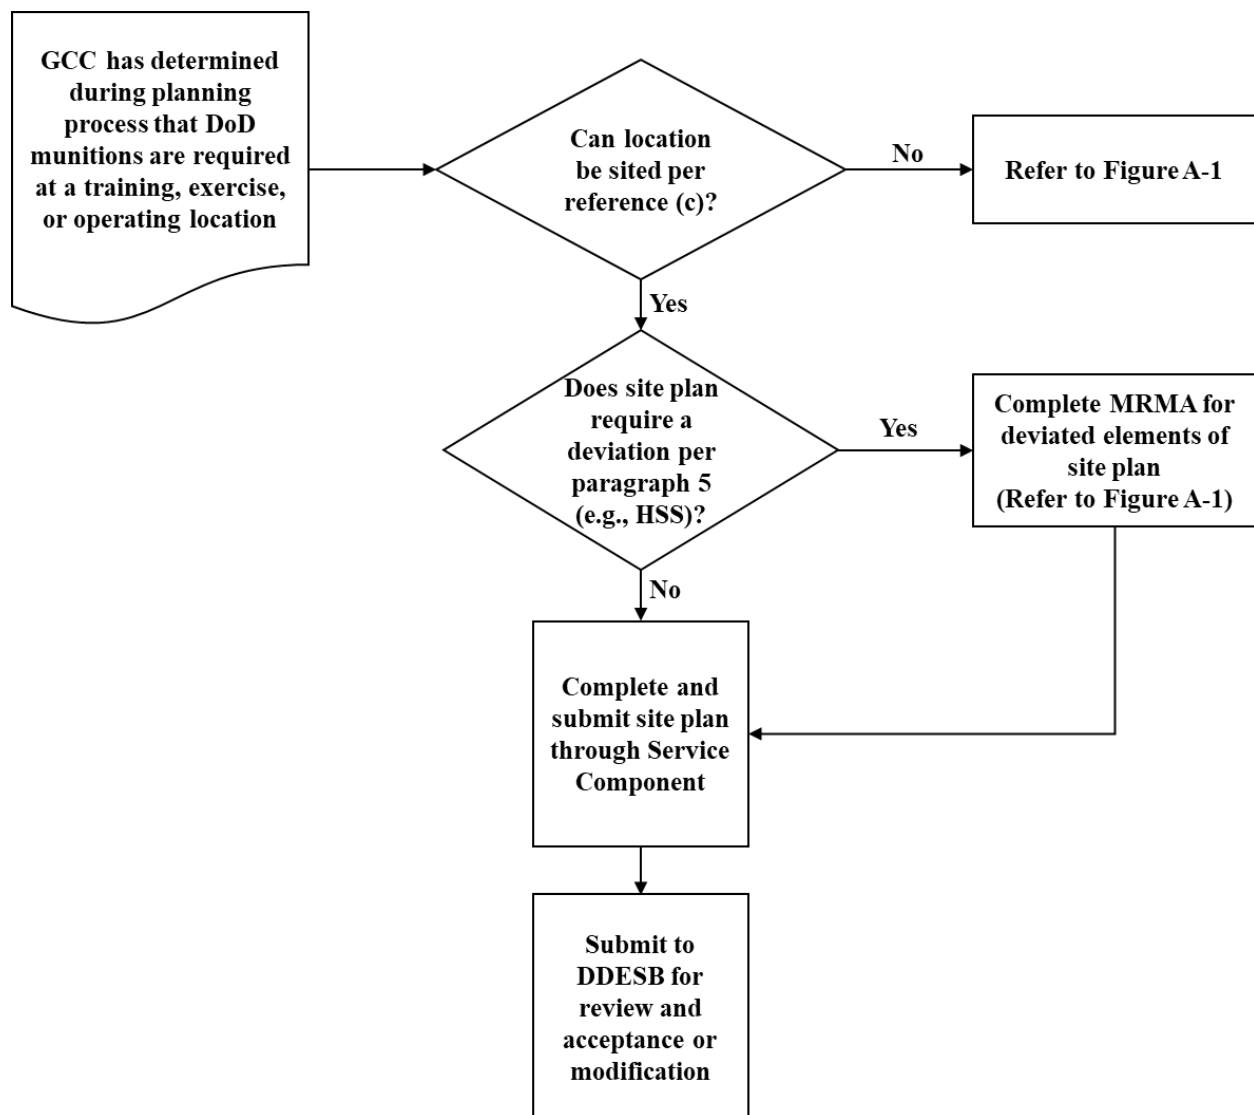 GCC has determined
during planning
process that DoD
munitions are required
at a training, exercise,
or operating location
Can location
be sited per
reference (c)?
No
Refer to Figure A-1
Yes
Does site plan
require a
deviation per
paragraph 5
(e.g., HSS)?
Yes
Complete MRMA for
deviated elements of
site plan
(Refer to Figure A-1)
No
Complete and
submit site plan
through Service
Component
Submit to
DDESB for
review and
acceptance or
modification